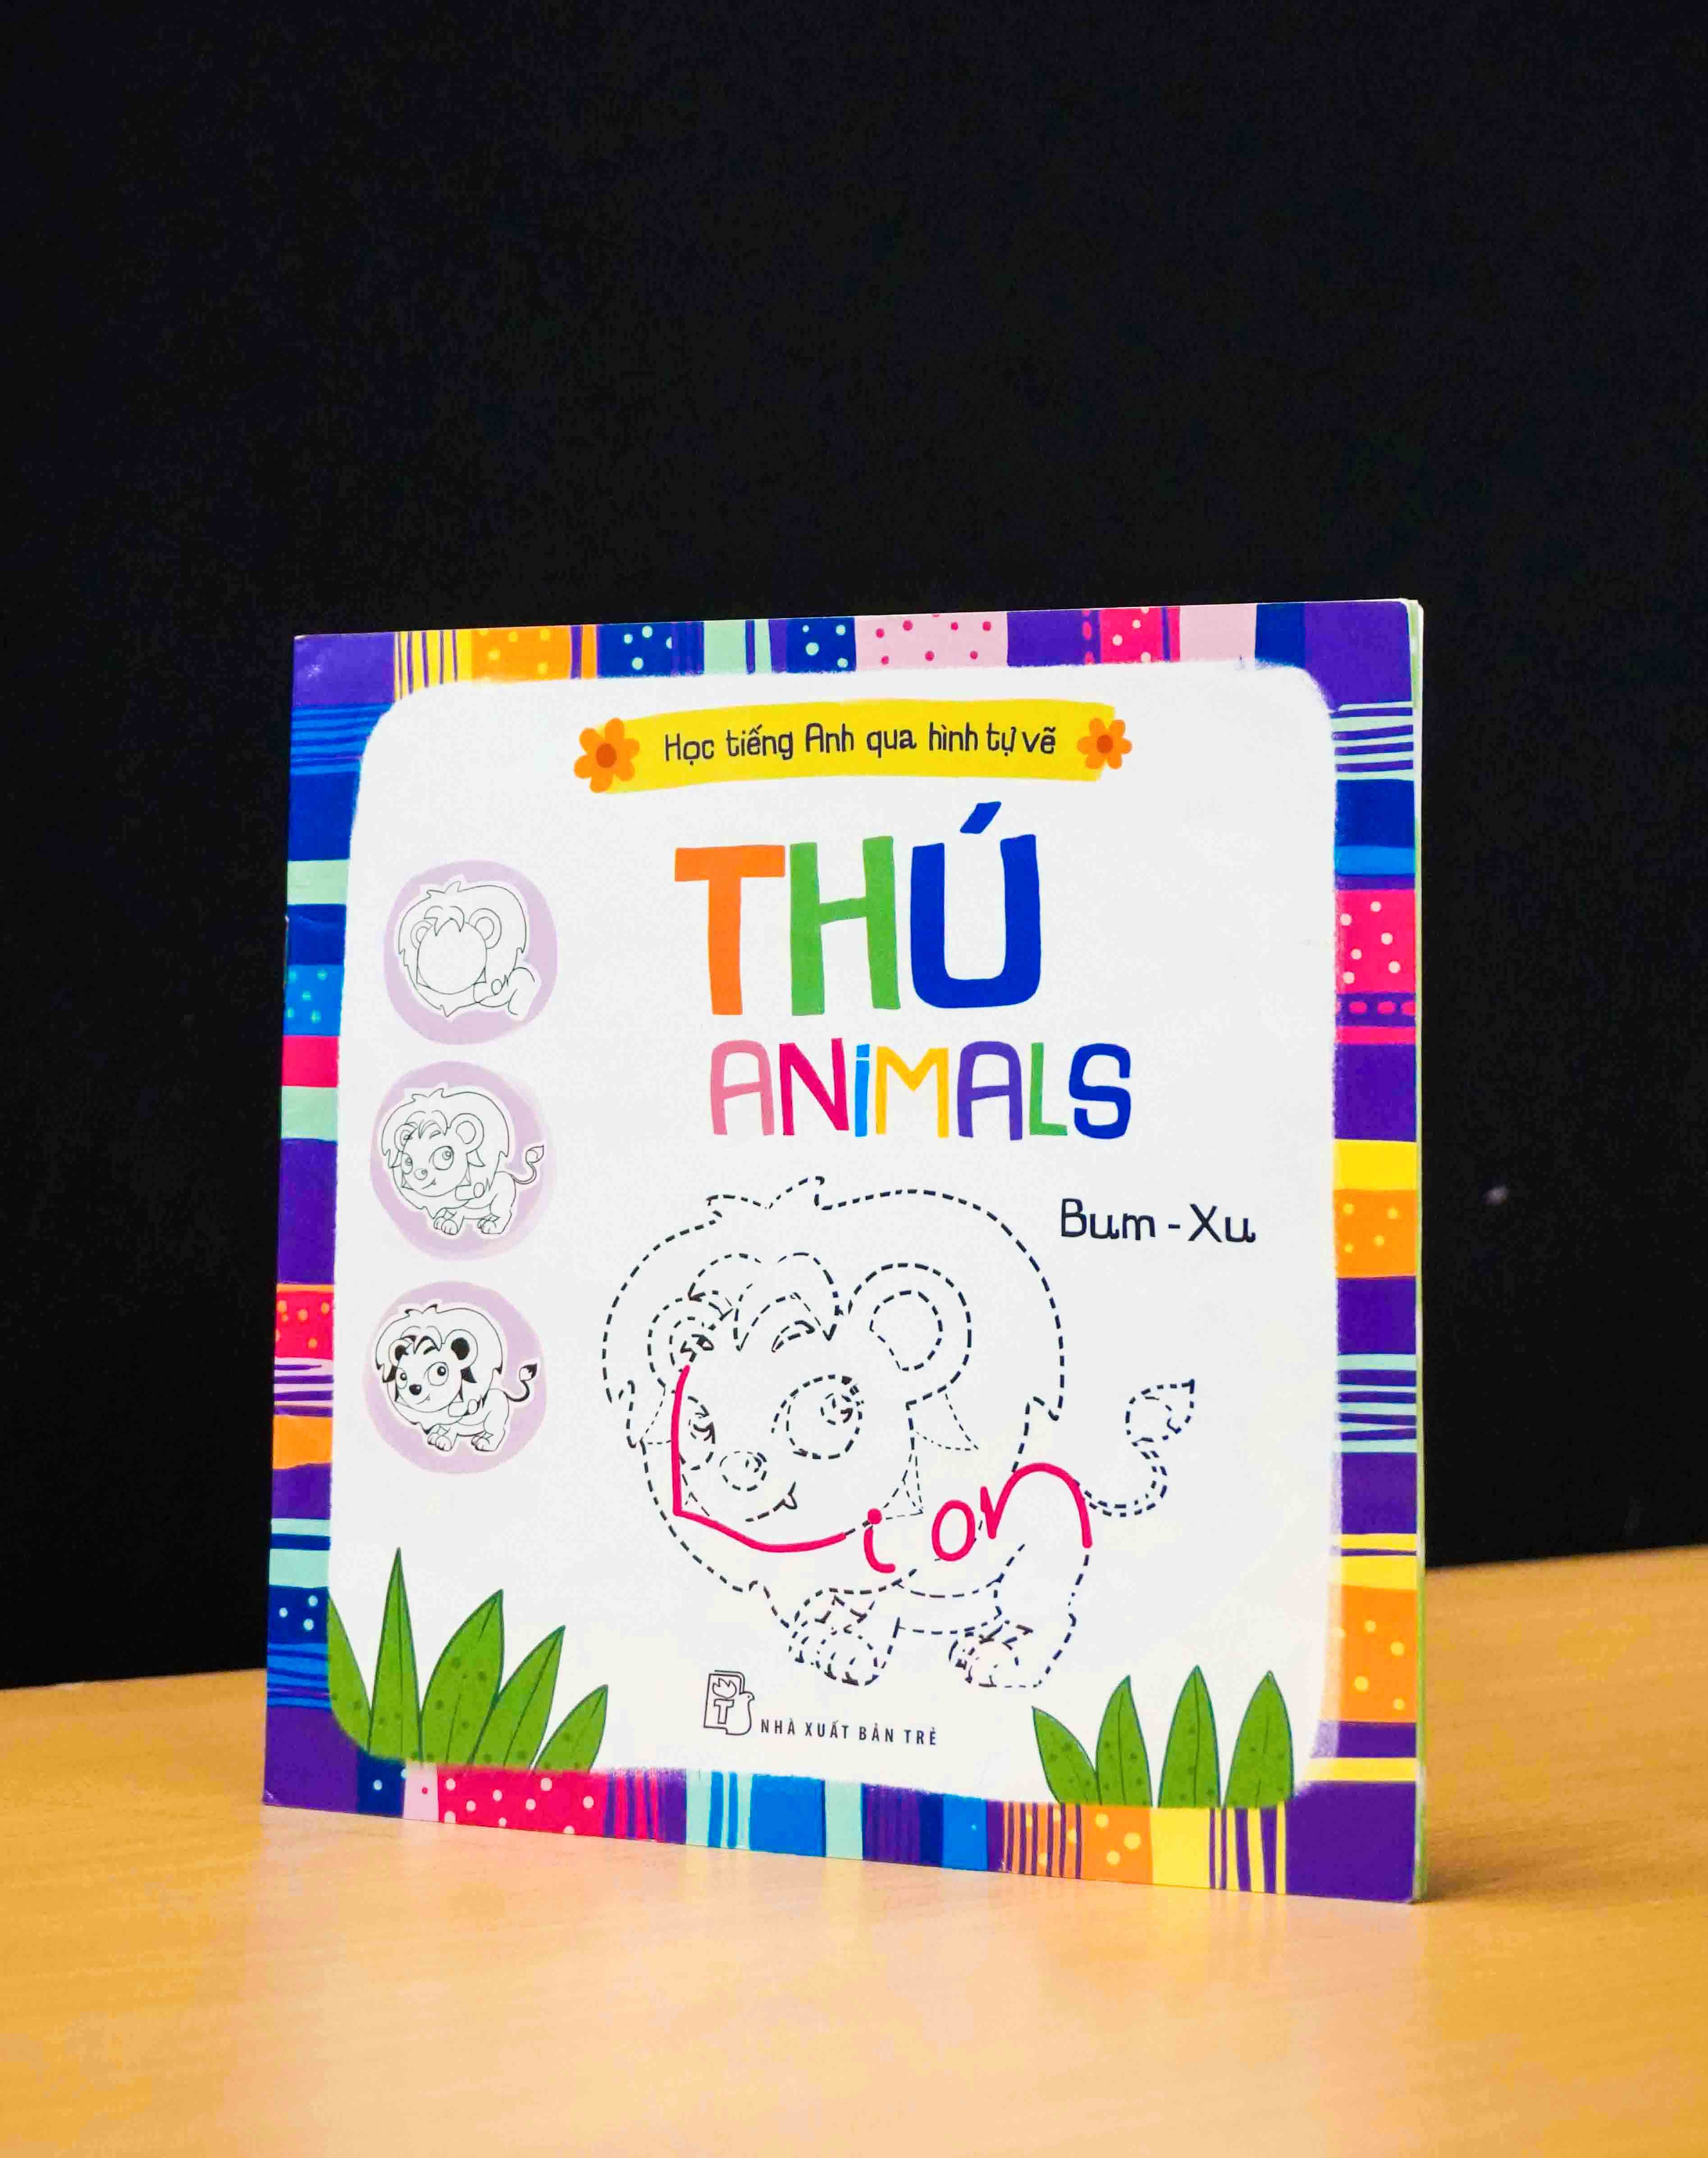 Học tiếng Anh qua hình tự vẽ
THÚ
ANiMALS
Bum - Xu
Lion
NHÀ XUẤT BẢN TRẺ